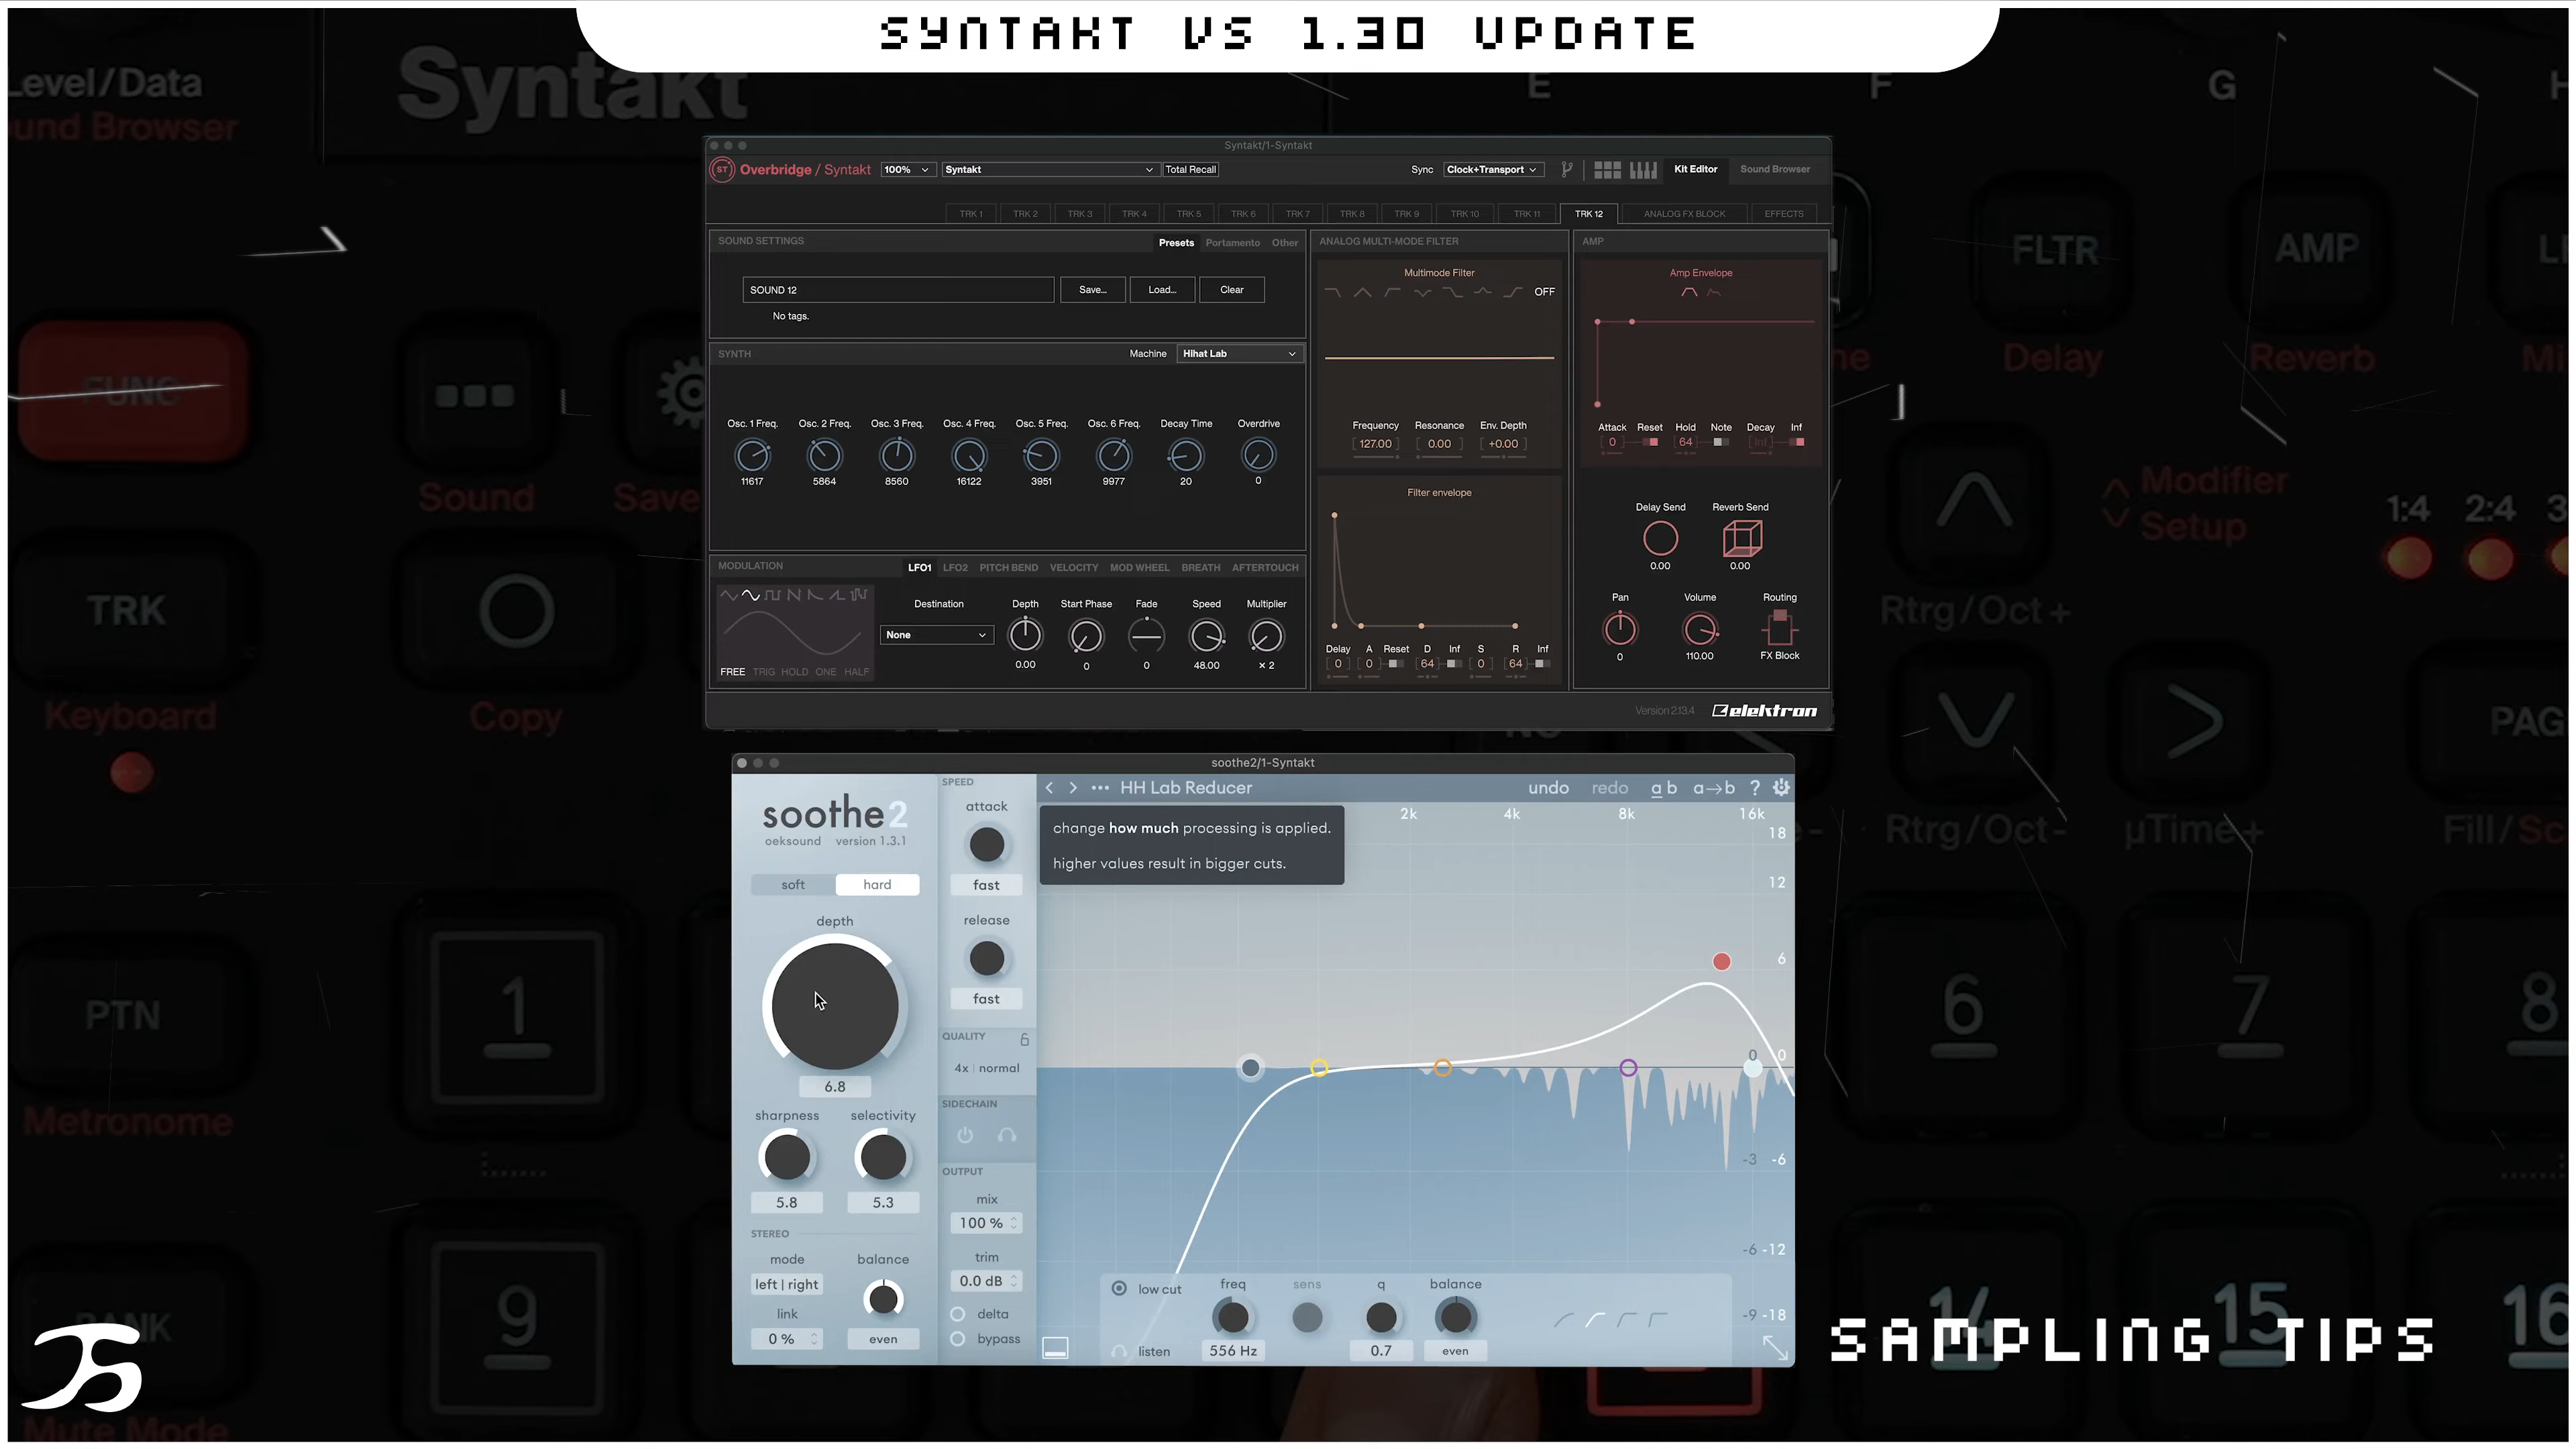 SYNTAKT VS 1.30 UPDATE
Level/Data
Syntakt
E F G
Syntakt/1-Syntakt
ST Overbridge / Syntakt 100% Syntakt Total Recall Sync Clock+Transport Kit Editor Sound Browser
TRK 1 TRK 2 TRK 3 TRK 4 TRK 5 TRK 6 TRK 7 TRK 8 TRK 9 TRK 10 TRK 11 TRK 12 ANALOG FX BLOCK EFFECTS
SOUND SETTINGS Presets Portamento Other
SOUND 12 Save... Load... Clear
No tags.
SYNTH Machine Hihat Lab
Osc. 1 Freq. Osc. 2 Freq. Osc. 3 Freq. Osc. 4 Freq. Osc. 5 Freq. Osc. 6 Freq. Decay Time Overdrive
11617 5864 8560 16122 3951 9977 20 0
MODULATION LFO1 LFO2 PITCH BEND VELOCITY MOD WHEEL BREATH AFTERTOUCH
Destination Depth Start Phase Fade Speed Multiplier
None
0.00 0 0 48.00 × 2
FREE TRIG HOLD ONE HALF
ANALOG MULTI-MODE FILTER
Multimode Filter
OFF
Frequency Resonance Env. Depth
127.00 0.00 +0.00
Filter envelope
Delay A Reset D Inf S R Inf
0 0 64 0 64
AMP
Amp Envelope
Attack Reset Hold Note Decay Inf
0 64 Inf
Delay Send Reverb Send
0.00 0.00
Pan Volume Routing
0 110.00 FX Block
Version 2.13.4 elektron
soothe2/1-Syntakt
soothe2
oeksound version 1.3.1
soft hard
depth
6.8
sharpness selectivity
5.8 5.3
STEREO
mode balance
left | right
link
0 % even
SPEED
attack
fast
release
fast
QUALITY
4x | normal
SIDECHAIN
OUTPUT
mix
100 %
trim
0.0 dB
delta
bypass
HH Lab Reducer undo redo a b a→b ?
change how much processing is applied.
higher values result in bigger cuts.
2k 4k 8k 16k
18
12
6
0 0
-3 -6
-6 -12
-9 -18
low cut freq sens q balance
listen 556 Hz 0.7 even
FUNC
Sound
Save
TRK
Keyboard
Copy
PTN
Metronome
BANK
Mute Mode
1
9
FLTR AMP
Delay Reverb
Modifier
Setup
1:4 2:4
Rtrg/Oct+
PAG
Rtrg/Oct- µTime+ Fill/Sc
6 7 8
14 15 16
JS
SAMPLING TIPS